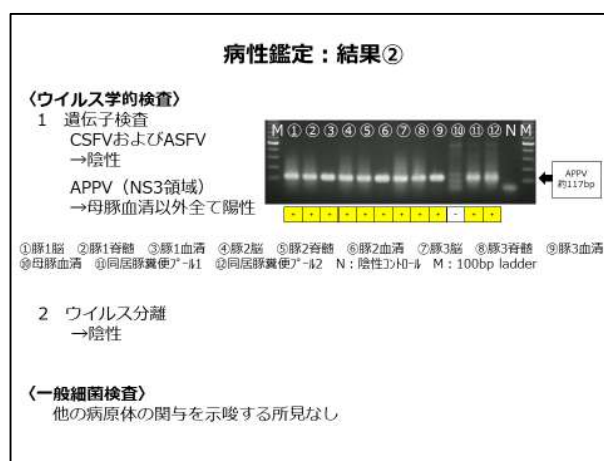 病性鑑定：結果②
〈ウイルス学的検査〉
1 遺伝子検査
CSFVおよびASFV
→陰性
APPV（NS3領域）
→母豚血清以外全て陽性
M①②③④⑤⑥⑦⑧⑨⑩⑪⑫N M
APPV
約117bp
+ + + + + + + + + - + +
①豚1脳 ②豚1脊髄 ③豚1血清 ④豚2脳 ⑤豚2脊髄 ⑥豚2血清 ⑦豚3脳 ⑧豚3脊髄 ⑨豚3血清
⑩母豚血清 ⑪同居豚糞便ﾌﾟｰﾙ1 ⑫同居豚糞便ﾌﾟｰﾙ2 N：陰性ｺﾝﾄﾛｰﾙ M：100bp ladder
2 ウイルス分離
→陰性
〈一般細菌検査〉
他の病原体の関与を示唆する所見なし